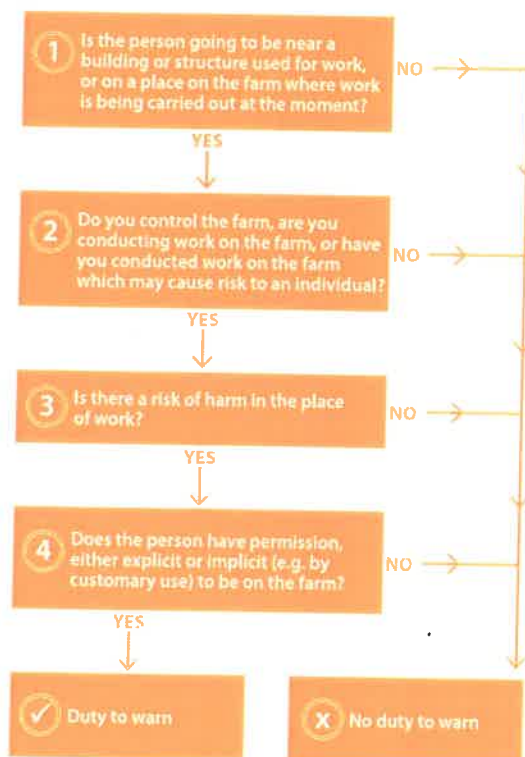 1 Is the person going to be near a
building or structure used for work,
or on a place on the farm where work
is being carried out at the moment?
NO
YES
2 Do you control the farm, are you
conducting work on the farm, or have
you conducted work on the farm
which may cause risk to an individual?
NO
YES
3 Is there a risk of harm in the place
of work?
NO
YES
4 Does the person have permission,
either explicit or implicit (e.g. by
customary use) to be on the farm?
NO
YES
✓ Duty to warn
X No duty to warn